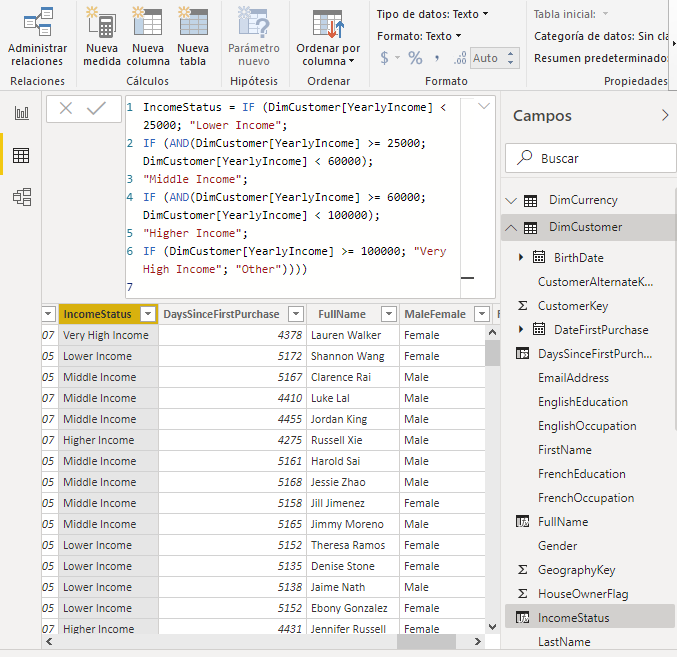 Administrar relaciones
Nueva medida
Nueva columna
Nueva tabla
Parámetro nuevo
Ordenar por columna
Tipo de datos: Texto
Formato: Texto
$ % , .00 Auto
Tabla inicial:
Categoría de datos: Sin cla
Resumen predeterminado:
Relaciones
Cálculos
Hipótesis
Ordenar
Formato
Propiedades
1 IncomeStatus = IF (DimCustomer[YearlyIncome] <
25000; "Lower Income";
2 IF (AND(DimCustomer[YearlyIncome] >= 25000;
DimCustomer[YearlyIncome] < 60000);
3 "Middle Income";
4 IF (AND(DimCustomer[YearlyIncome] >= 60000;
DimCustomer[YearlyIncome] < 100000);
5 "Higher Income";
6 IF (DimCustomer[YearlyIncome] >= 100000; "Very
High Income"; "Other"))))
7
IncomeStatus DaysSinceFirstPurchase FullName MaleFemale
07 Very High Income 4378 Lauren Walker Female
05 Lower Income 5172 Shannon Wang Female
05 Middle Income 5167 Clarence Rai Male
07 Middle Income 4410 Luke Lal Male
07 Middle Income 4455 Jordan King Male
07 Higher Income 4275 Russell Xie Male
05 Middle Income 5161 Harold Sai Male
05 Middle Income 5168 Jessie Zhao Male
05 Middle Income 5158 Jill Jimenez Female
05 Middle Income 5165 Jimmy Moreno Male
05 Lower Income 5152 Theresa Ramos Female
05 Lower Income 5135 Denise Stone Female
05 Lower Income 5138 Jaime Nath Male
05 Lower Income 5152 Ebony Gonzalez Female
07 Higher Income 4431 Jennifer Russell Female
Campos
Buscar
DimCurrency
DimCustomer
BirthDate
CustomerAlternateK...
CustomerKey
DateFirstPurchase
DaysSinceFirstPurch...
EmailAddress
EnglishEducation
EnglishOccupation
FirstName
FrenchEducation
FrenchOccupation
FullName
Gender
GeographyKey
HouseOwnerFlag
IncomeStatus
LastName